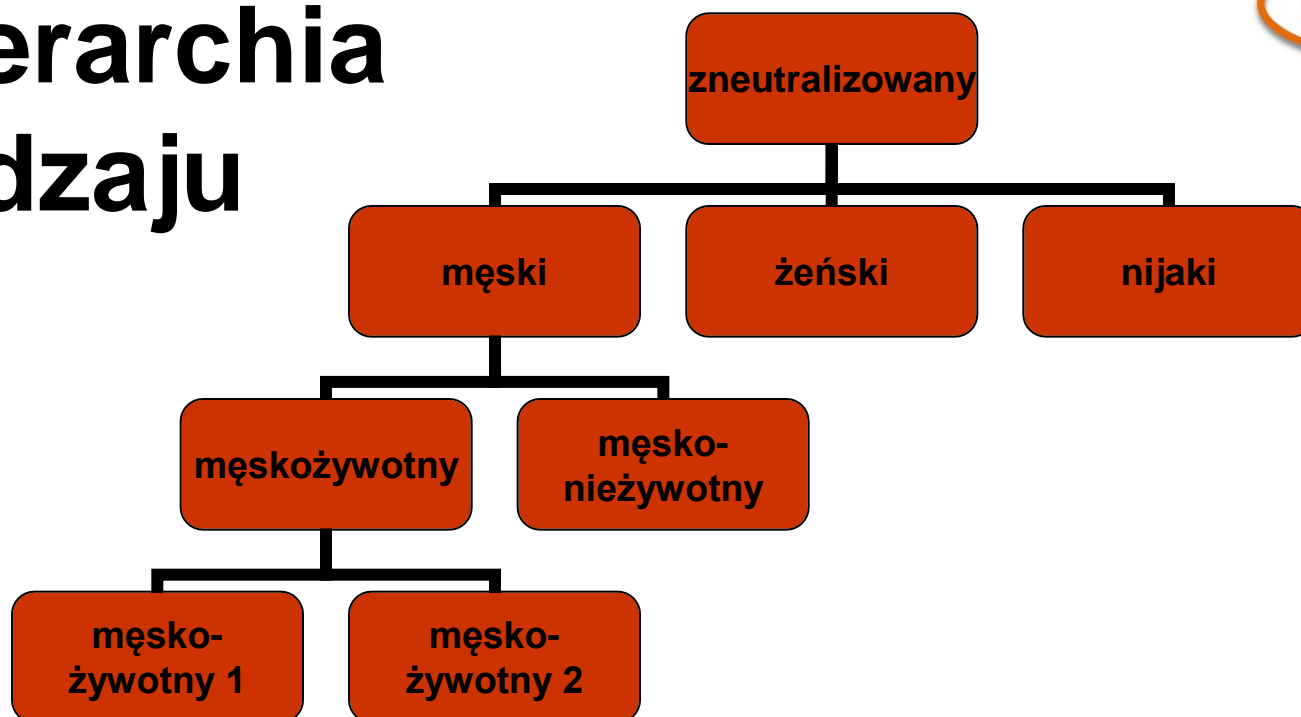 erarchia
dzaju
zneutralizowany
męski
żeński
nijaki
męskożywotny
męsko-
nieżywotny
męsko-
żywotny 1
męsko-
żywotny 2